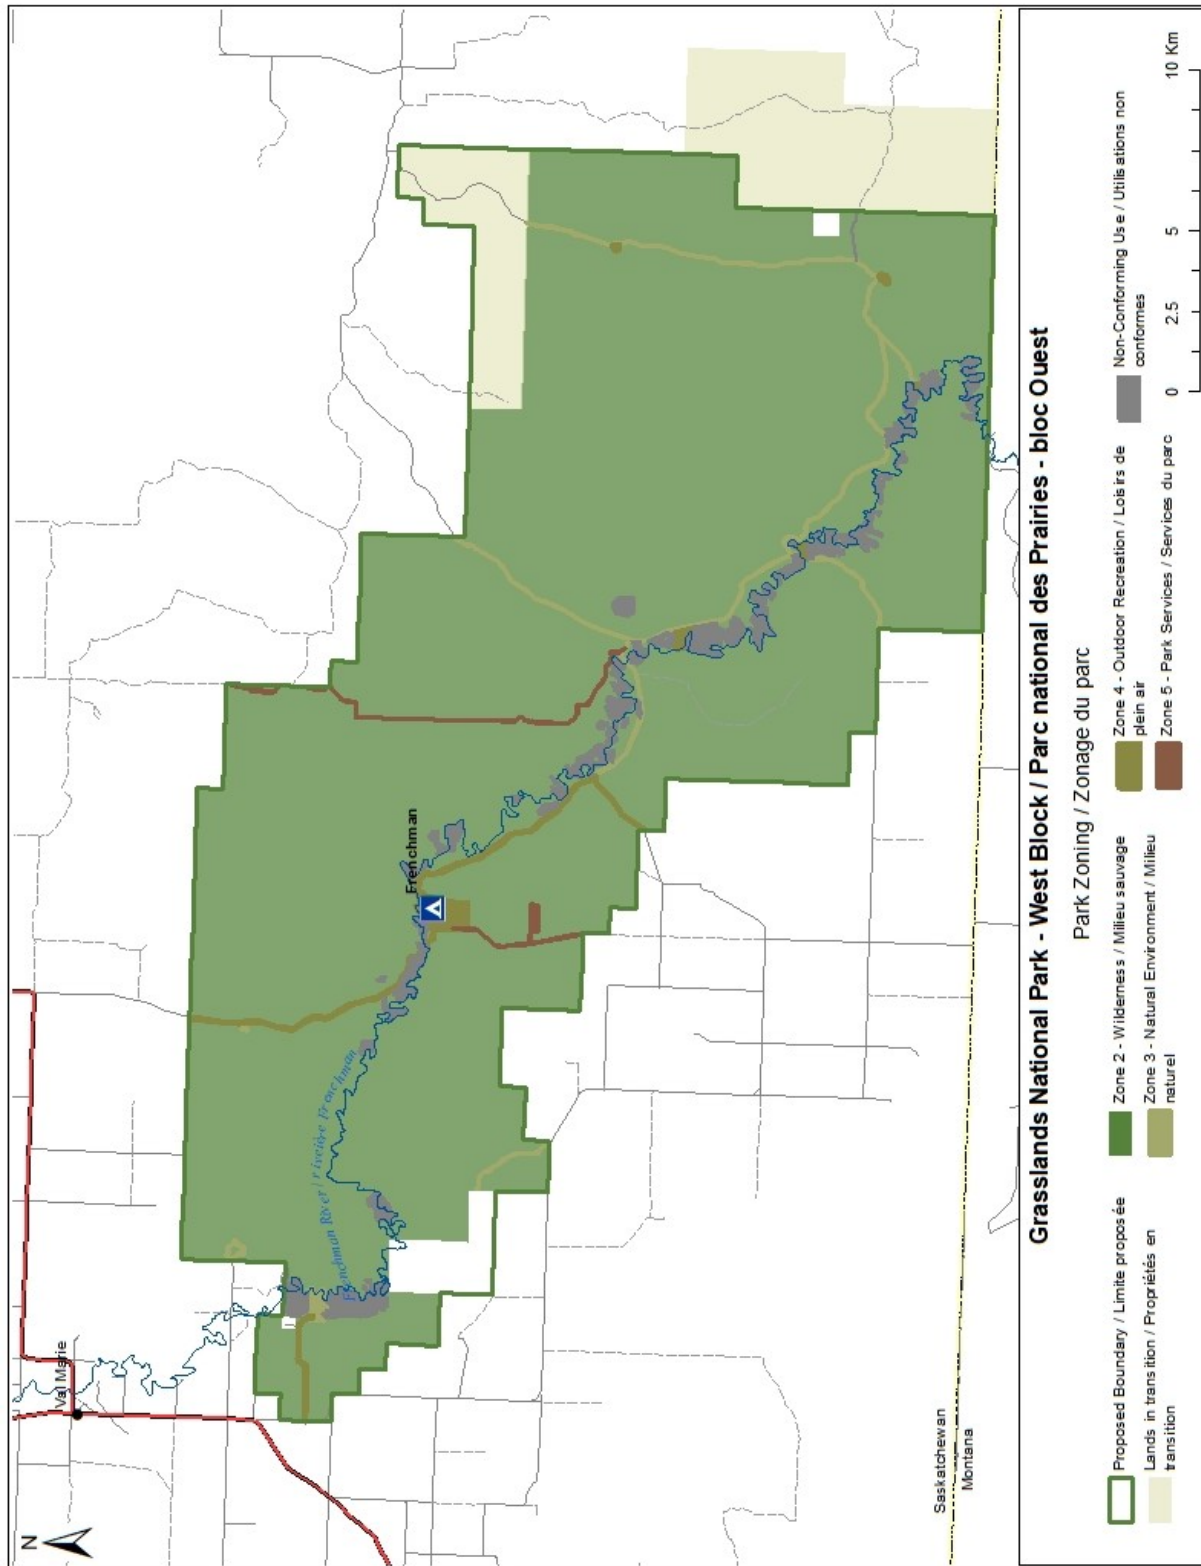 N
Val Marie
Frenchman River / rivière Frenchman
Frenchman
Saskatchewan
Montana
Grasslands National Park - West Block / Parc national des Prairies - bloc Ouest
Park Zoning / Zonage du parc
Proposed Boundary / Limite proposée
Lands in transition / Propriétés en
transition
Zone 2 - Wilderness / Milieu sauvage
Zone 3 - Natural Environment / Milieu
naturel
Zone 4 - Outdoor Recreation / Loisirs de
plein air
Zone 5 - Park Services / Services du parc
Non-Conforming Use / Utilisations non
conformes
0 2.5 5 10 Km